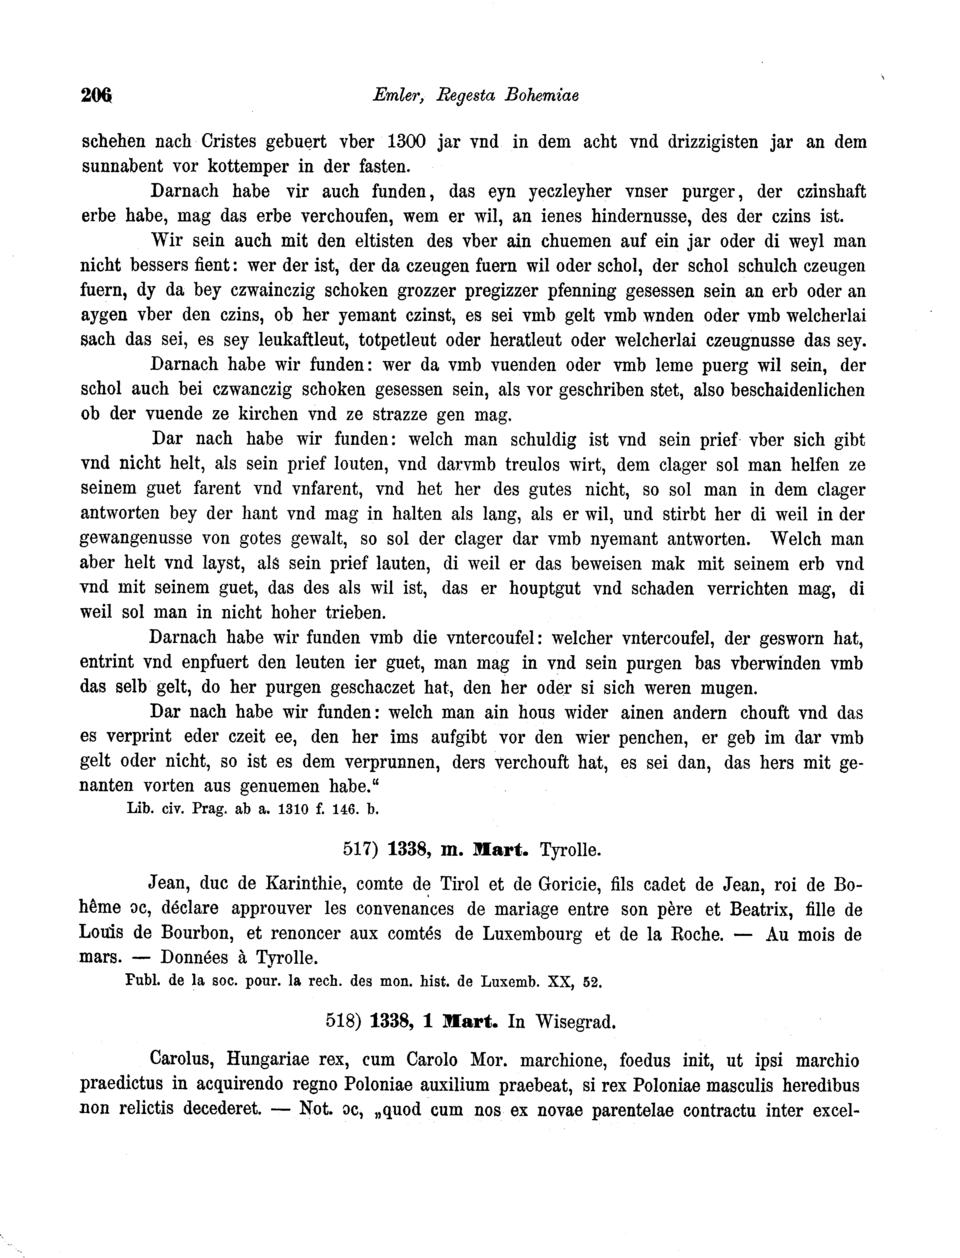 206 Emler, Regesta Bohemiae
schehen nach Cristes gebuert vber 1300 jar vnd in dem acht vnd drizzigisten jar an dem
sunnabent vor kottemper in der fasten.
Darnach habe vir auch funden, das eyn yeczleyher vnser purger, der czinshaft
erbe habe, mag das erbe verchoufen, wem er wil, an ienes hindernusse, des der czins ist.
Wir sein auch mit den eltisten des vber ain chuemen auf ein jar oder di weyl man
nicht bessers fient: wer der ist, der da czeugen fuern wil oder schol, der schol schulch czeugen
fuern, dy da bey czwainczig schoken grozzer pregizzer pfenning gesessen sein an erb oder an
aygen vber den czins, ob her yemant czinst, es sei vmb gelt vmb wnden oder vmb welcherlai
sach das sei, es sey leukaftleut, totpetleut oder heratleut oder welcherlai czeugnusse das sey.
Darnach habe wir funden: wer da vmb vuenden oder vmb leme puerg wil sein, der
schol auch bei czwanczig schoken gesessen sein, als vor geschriben stet, also beschaidenlichen
ob der vuende ze kirchen vnd ze strazze gen mag.
Dar nach habe wir funden: welch man schuldig ist vnd sein prief vber sich gibt
vnd nicht helt, als sein prief louten, vnd darvmb treulos wirt, dem clager sol man helfen ze
seinem guet farent vnd vnfarent, vnd het her des gutes nicht, so sol man in dem clager
antworten bey der hant vnd mag in halten als lang, als er wil, und stirbt her di weil in der
gewangenusse von gotes gewalt, so sol der clager dar vmb nyemant antworten. Welch man
aber helt vnd layst, als sein prief lauten, di weil er das beweisen mak mit seinem erb vnd
vnd mit seinem guet, das des als wil ist, das er houptgut vnd schaden verrichten mag, di
weil sol man in nicht hoher trieben.
Darnach habe wir funden vmb die vntercoufel: welcher vntercoufel, der gesworn hat,
entrint vnd enpfuert den leuten ier guet, man mag in vnd sein purgen bas vberwinden vmb
das selb gelt, do her purgen geschaczet hat, den her oder si sich weren mugen.
Dar nach habe wir funden: welch man ain hous wider ainen andern chouft vnd das
es verprint eder czeit ee, den her ims aufgibt vor den wier penchen, er geb im dar vmb
gelt oder nicht, so ist es dem verprunnen, ders verchouft hat, es sei dan, das hers mit ge-
nanten vorten aus genuemen habe.“
Lib. civ. Prag. ab a. 1310 f. 146. b.
517) 1338, m. Mart. Tyrolle.
Jean, duc de Karinthie, comte de Tirol et de Goricie, fils cadet de Jean, roi de Bo-
hême ɔc, déclare approuver les convenances de mariage entre son père et Beatrix, fille de
Louis de Bourbon, et renoncer aux comtés de Luxembourg et de la Roche. — Au mois de
mars. — Données à Tyrolle.
Publ. de la soc. pour. la rech. des mon. hist. de Luxemb. XX, 52.
518) 1338, 1 Mart. In Wisegrad.
Carolus, Hungariae rex, cum Carolo Mor. marchione, foedus init, ut ipsi marchio
praedictus in acquirendo regno Poloniae auxilium praebeat, si rex Poloniae masculis heredibus
non relictis decederet. — Not. ɔc, „quod cum nos ex novae parentelae contractu inter excel-